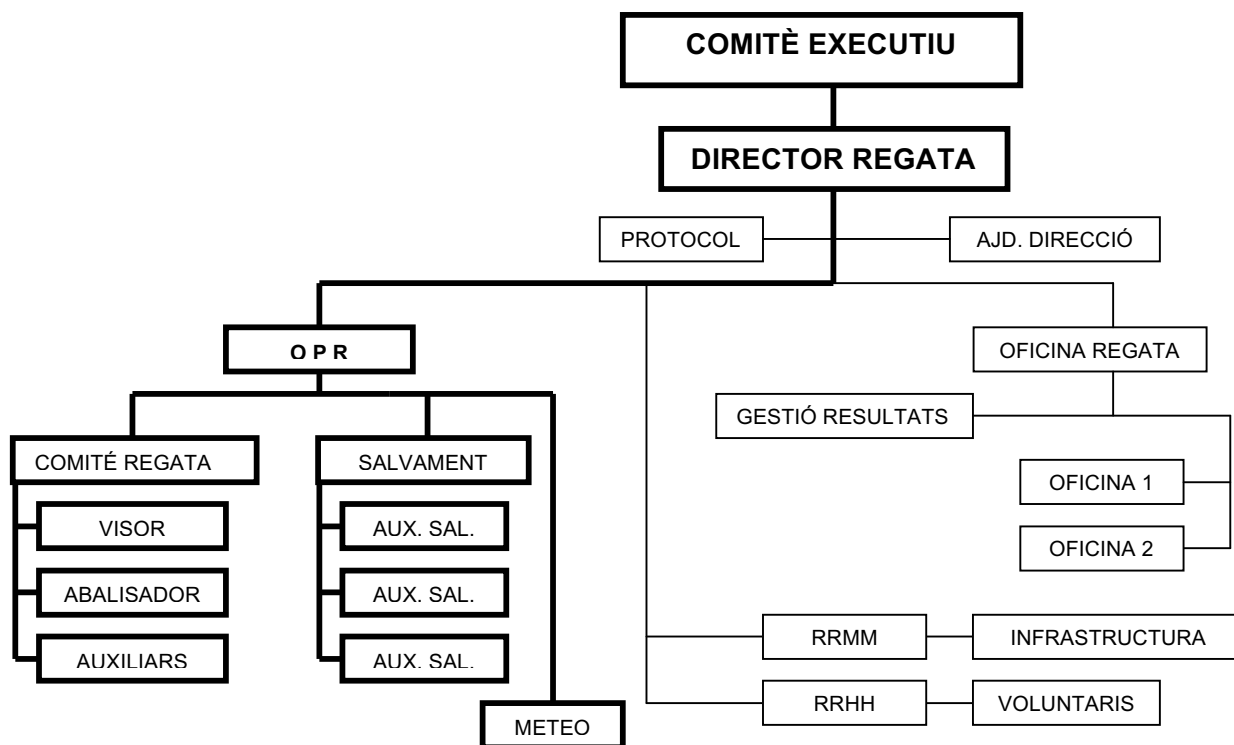 COMITÈ EXECUTIU
DIRECTOR REGATA
PROTOCOL
AJD. DIRECCIÓ
O P R
OFICINA REGATA
GESTIÓ RESULTATS
COMITÉ REGATA
SALVAMENT
OFICINA 1
VISOR
AUX. SAL.
OFICINA 2
ABALISADOR
AUX. SAL.
AUXILIARS
AUX. SAL.
RRMM
INFRASTRUCTURA
RRHH
VOLUNTARIS
METEO